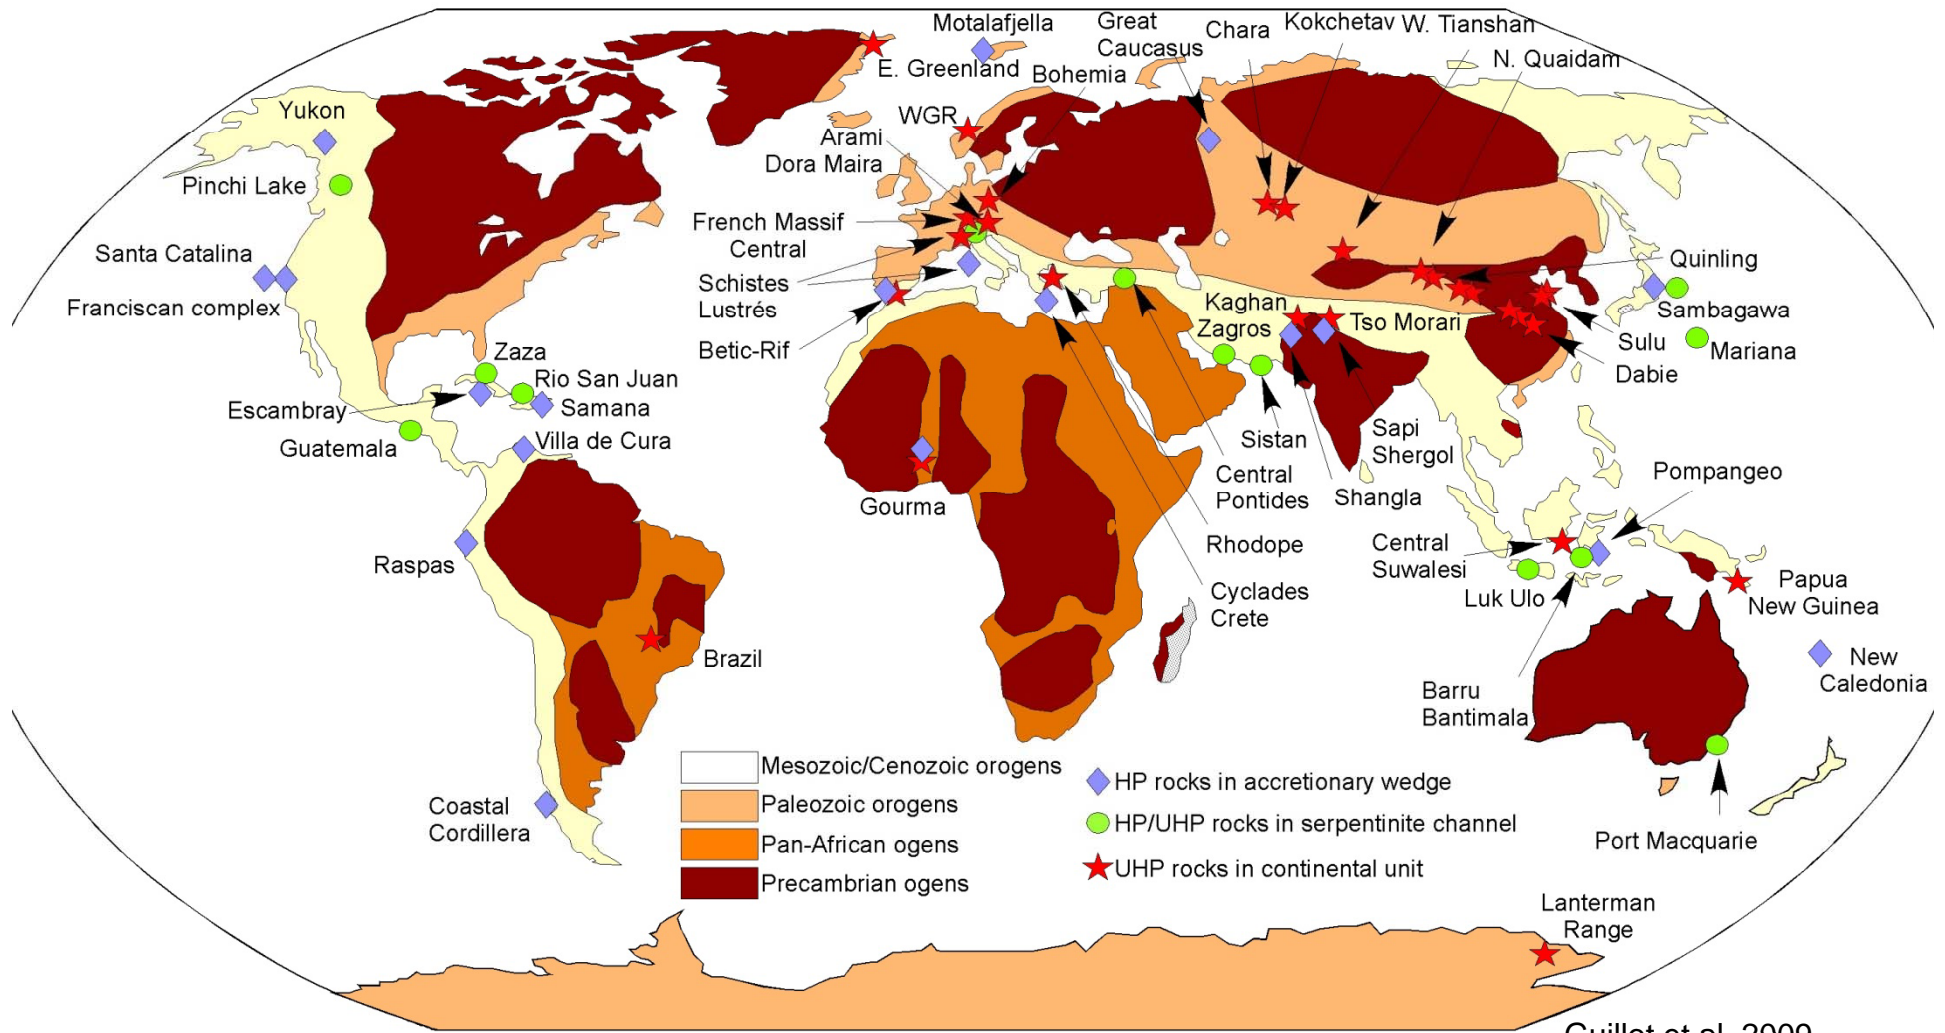 Motalafjella
Great
Caucasus
Chara
Kokchetav
W. Tianshan
N. Quaidam
E. Greenland
Bohemia
Yukon
WGR
Arami
Dora Maira
Pinchi Lake
French Massif
Central
Santa Catalina
Franciscan complex
Schistes
Lustrés
Betic-Rif
Quinling
Kaghan
Zagros
Tso Morari
Sambagawa
Sulu
Mariana
Dabie
Zaza
Rio San Juan
Samana
Escambray
Guatemala
Villa de Cura
Sistan
Sapi
Shergol
Central
Pontides
Shangla
Pompangeo
Gourma
Raspas
Rhodope
Central
Suwalesi
Cyclades
Crete
Luk Ulo
Papua
New Guinea
Brazil
New
Caledonia
Barru
Bantimala
Coastal
Cordillera
Port Macquarie
Mesozoic/Cenozoic orogens
Paleozoic orogens
Pan-African ogens
Precambrian ogens
HP rocks in accretionary wedge
HP/UHP rocks in serpentinite channel
UHP rocks in continental unit
Lanterman
Range
Guillot et al. 2009